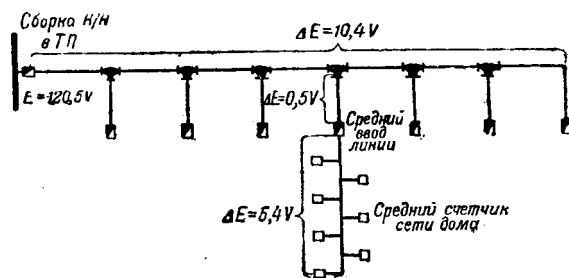 Сборка н/н
в ТП
ΔE=10,4V
E=120,5V
ΔE=0,5V
Средний
ввод
линии
ΔE=5,4V
Средний счетчик
сети дома